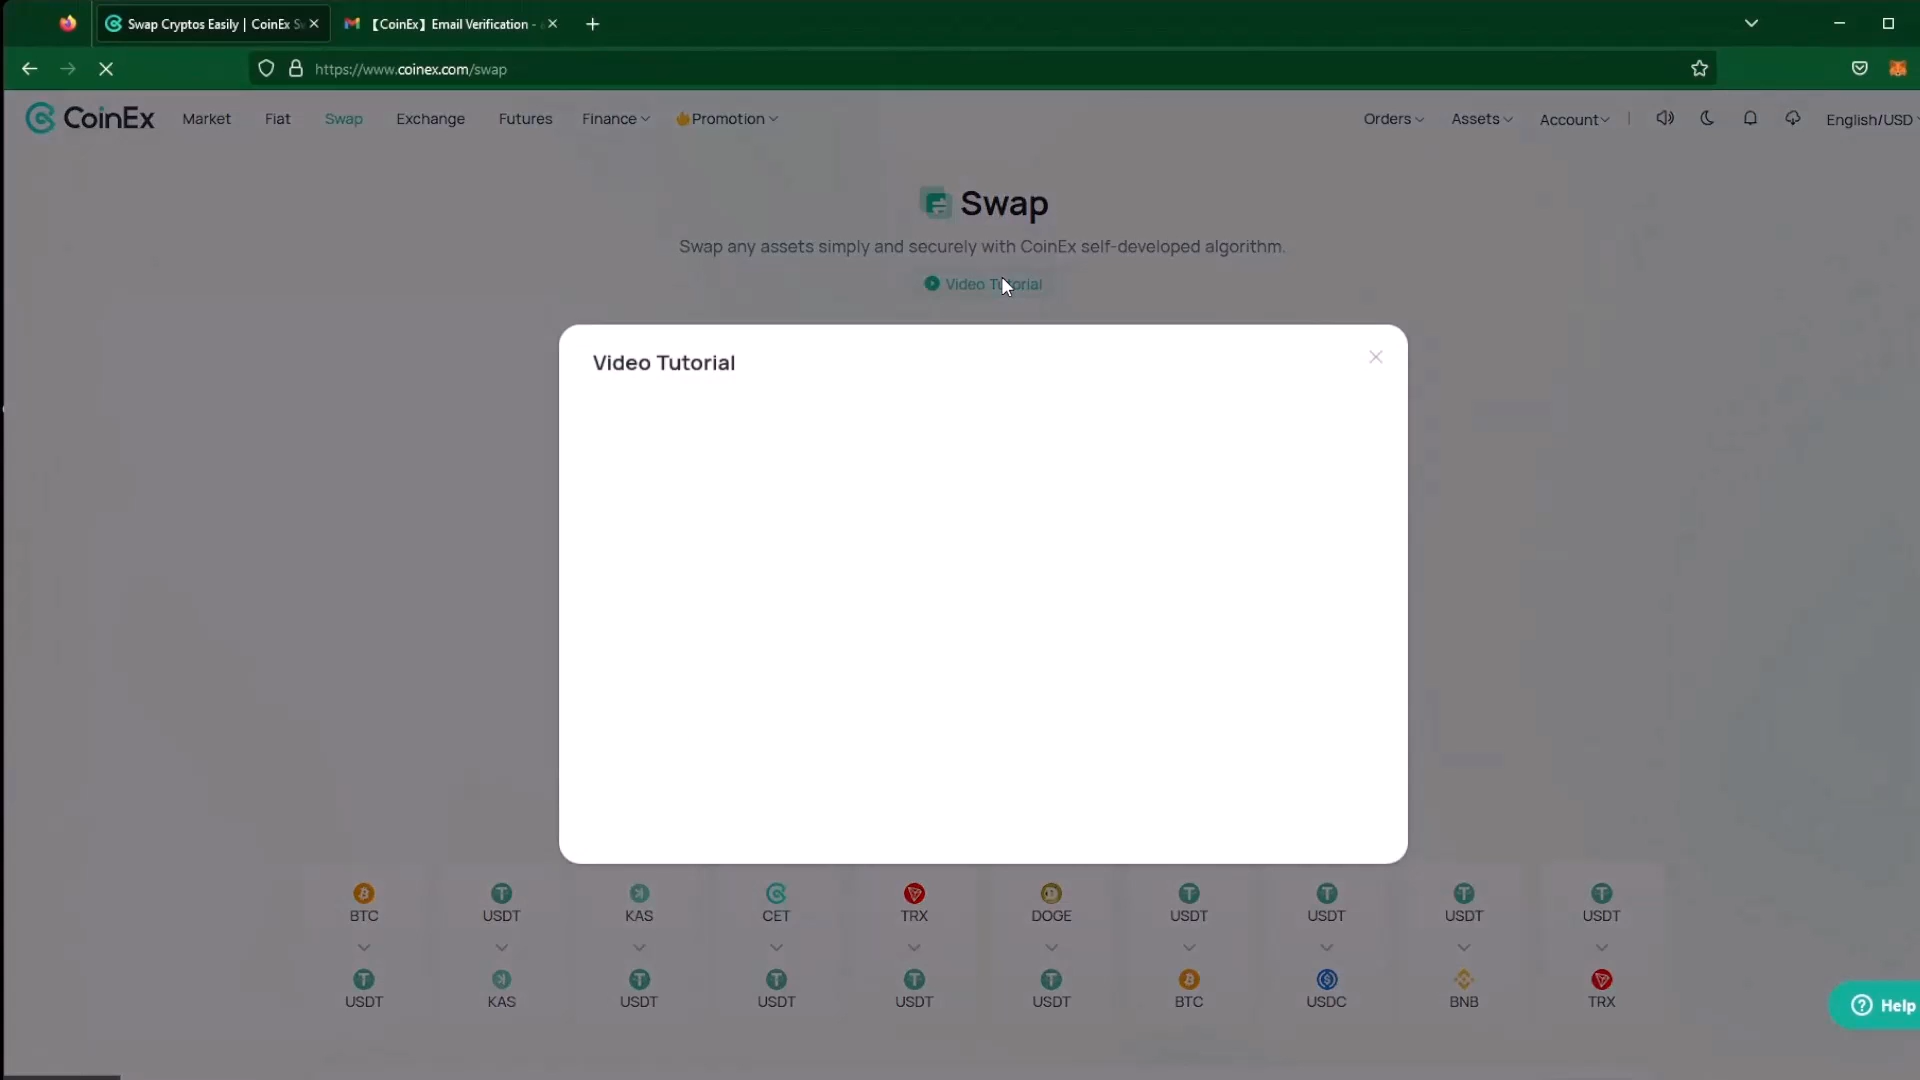 Swap Cryptos Easily | CoinEx S
【CoinEx】Email Verification -
https://www.coinex.com/swap
CoinEx
Market
Fiat
Swap
Exchange
Futures
Finance
Promotion
Orders
Assets
Account
English/USD
Swap
Swap any assets simply and securely with CoinEx self-developed algorithm.
Video Tutorial
Video Tutorial
BTC
USDT
KAS
CET
TRX
DOGE
USDT
USDT
USDT
USDT
USDT
KAS
USDT
USDT
USDT
USDT
BTC
USDC
BNB
TRX
Help